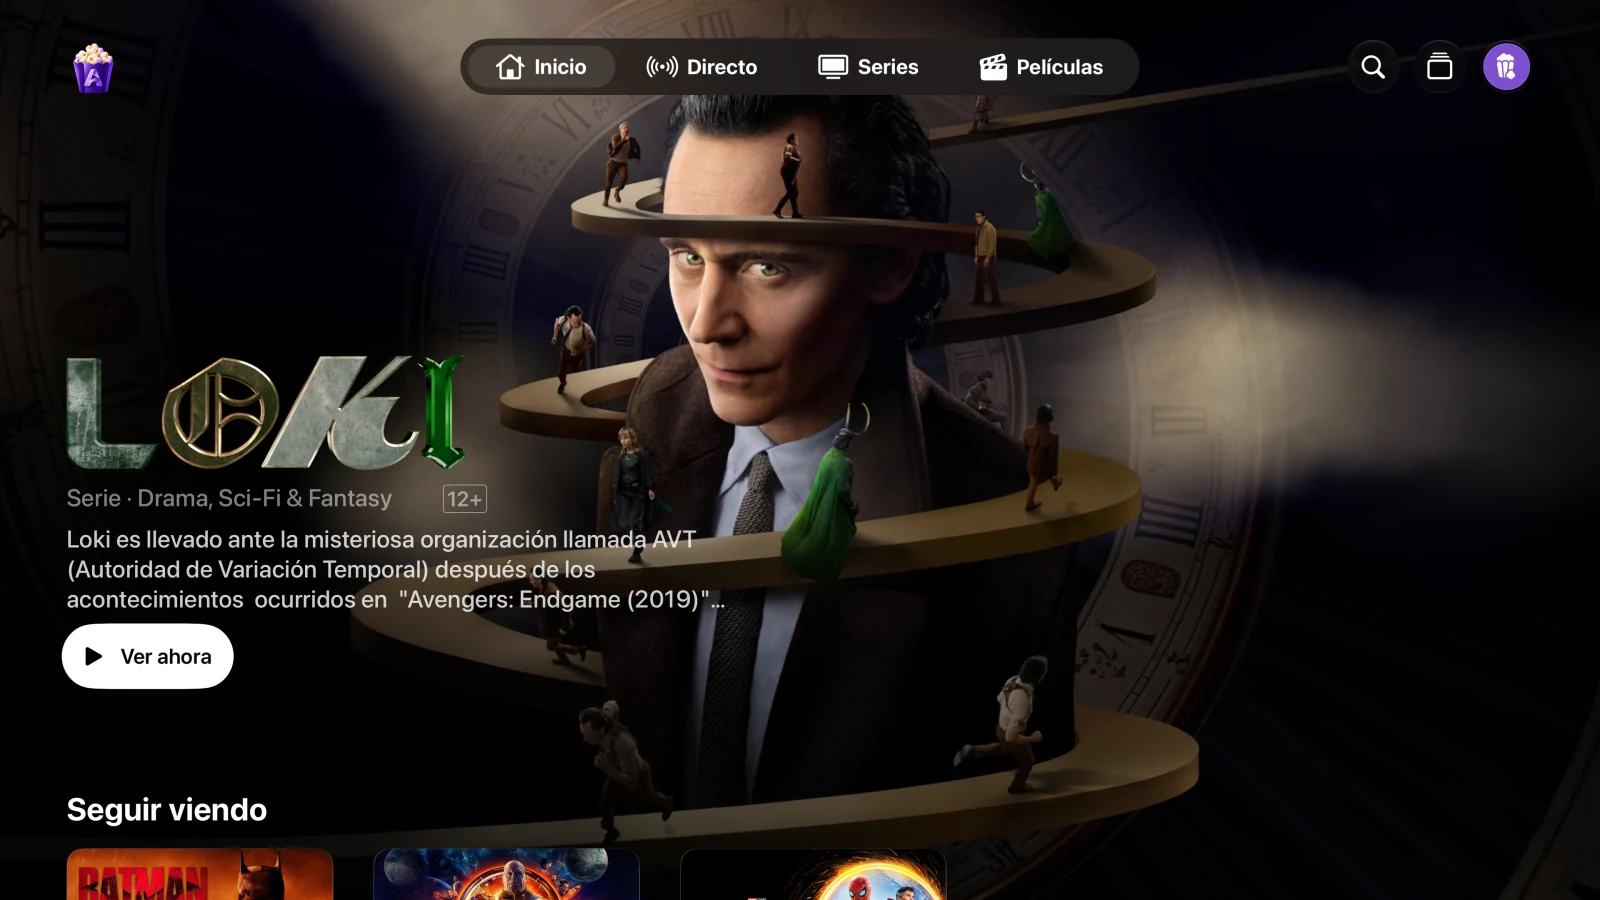 A
Inicio
Directo
Series
Películas
LOKI
Serie · Drama, Sci-Fi & Fantasy
12+
Loki es llevado ante la misteriosa organización llamada AVT
(Autoridad de Variación Temporal) después de los
acontecimientos  ocurridos en  "Avengers: Endgame (2019)"...
Ver ahora
Seguir viendo
BATMAN